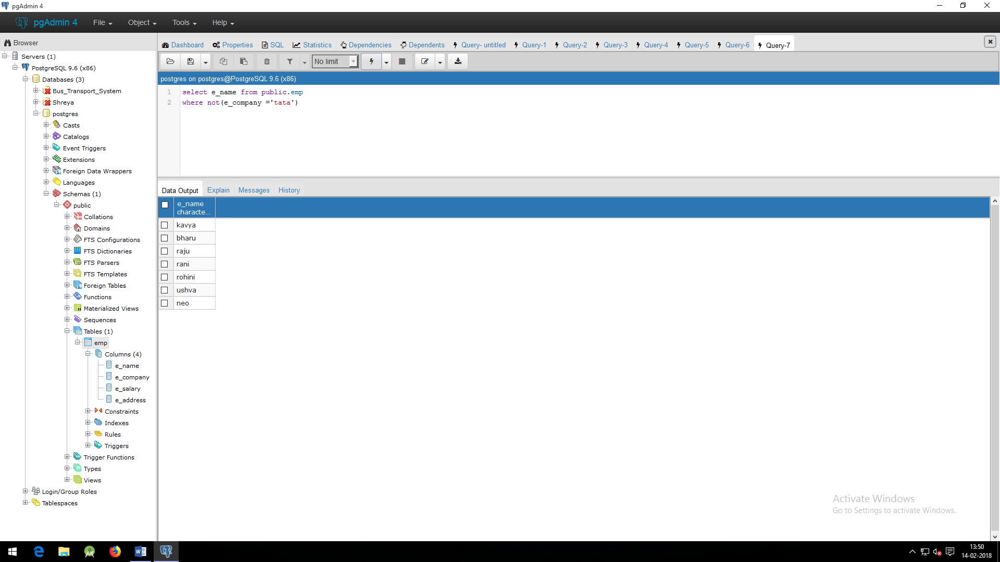 pgAdmin 4
pgAdmin 4 File Object Tools Help
Browser
Servers (1)
PostgreSQL 9.6 (x86)
Databases (3)
Bus_Transport_System
Shreya
postgres
Casts
Catalogs
Event Triggers
Extensions
Foreign Data Wrappers
Languages
Schemas (1)
public
Collations
Domains
FTS Configurations
FTS Dictionaries
FTS Parsers
FTS Templates
Foreign Tables
Functions
Materialized Views
Sequences
Tables (1)
emp
Columns (4)
e_name
e_company
e_salary
e_address
Constraints
Indexes
Rules
Triggers
Trigger Functions
Types
Views
Login/Group Roles
Tablespaces
Dashboard Properties SQL Statistics Dependencies Dependents Query- untitled Query-1 Query-2 Query-3 Query-4 Query-5 Query-6 Query-7
No limit
postgres on postgres@PostgreSQL 9.6 (x86)
1 select e_name from public.emp
2 where not(e_company ='tata')
Data Output Explain Messages History
e_name
characte...
kavya
bharu
raju
rani
rohini
ushva
neo
Activate Windows
Go to Settings to activate Windows.
13:50
14-02-2018